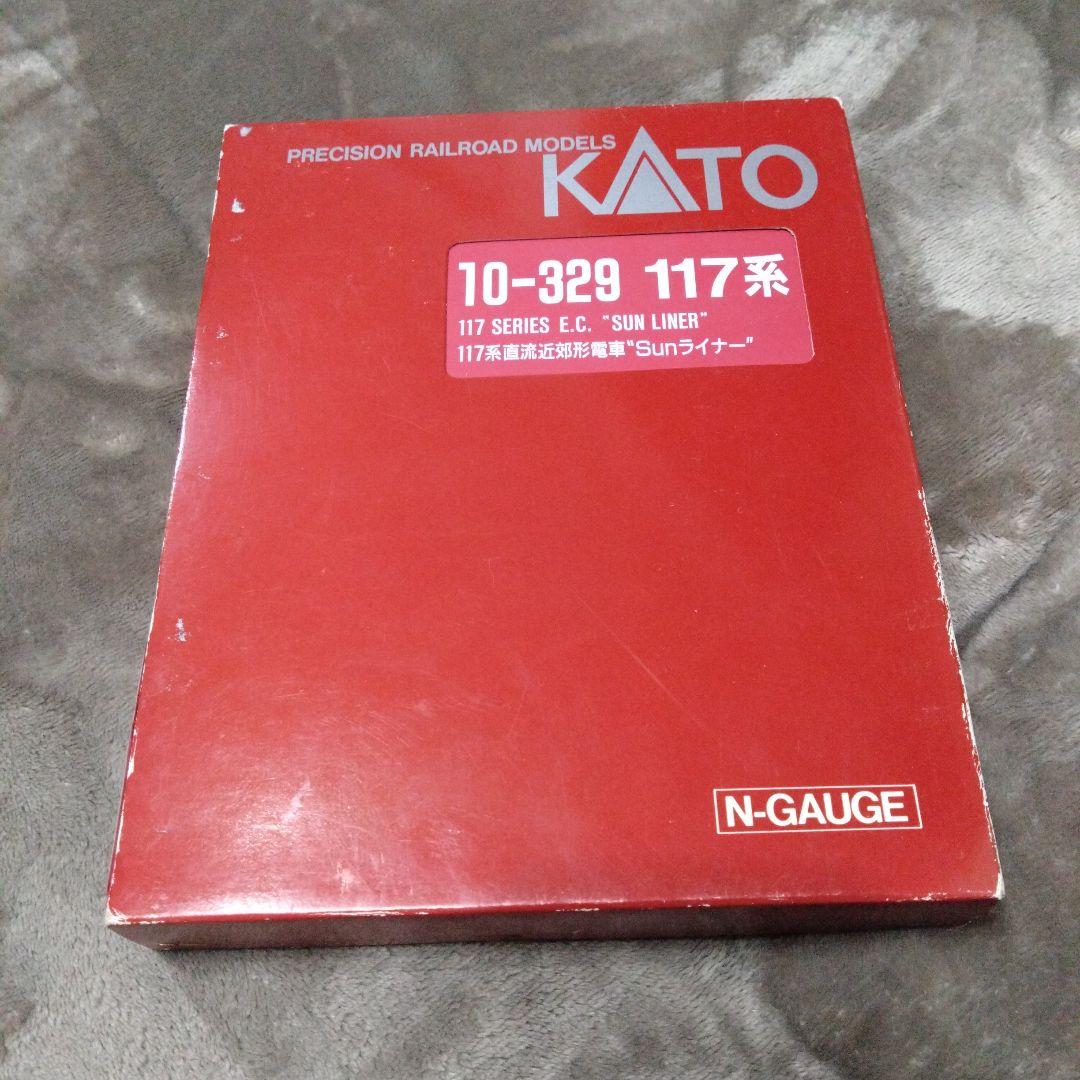 PRECISION RAILROAD MODELS
KATO
10-329 117系
117 SERIES E.C. "SUN LINER"
117系直流近郊形電車"Sunライナー"
N-GAUGE